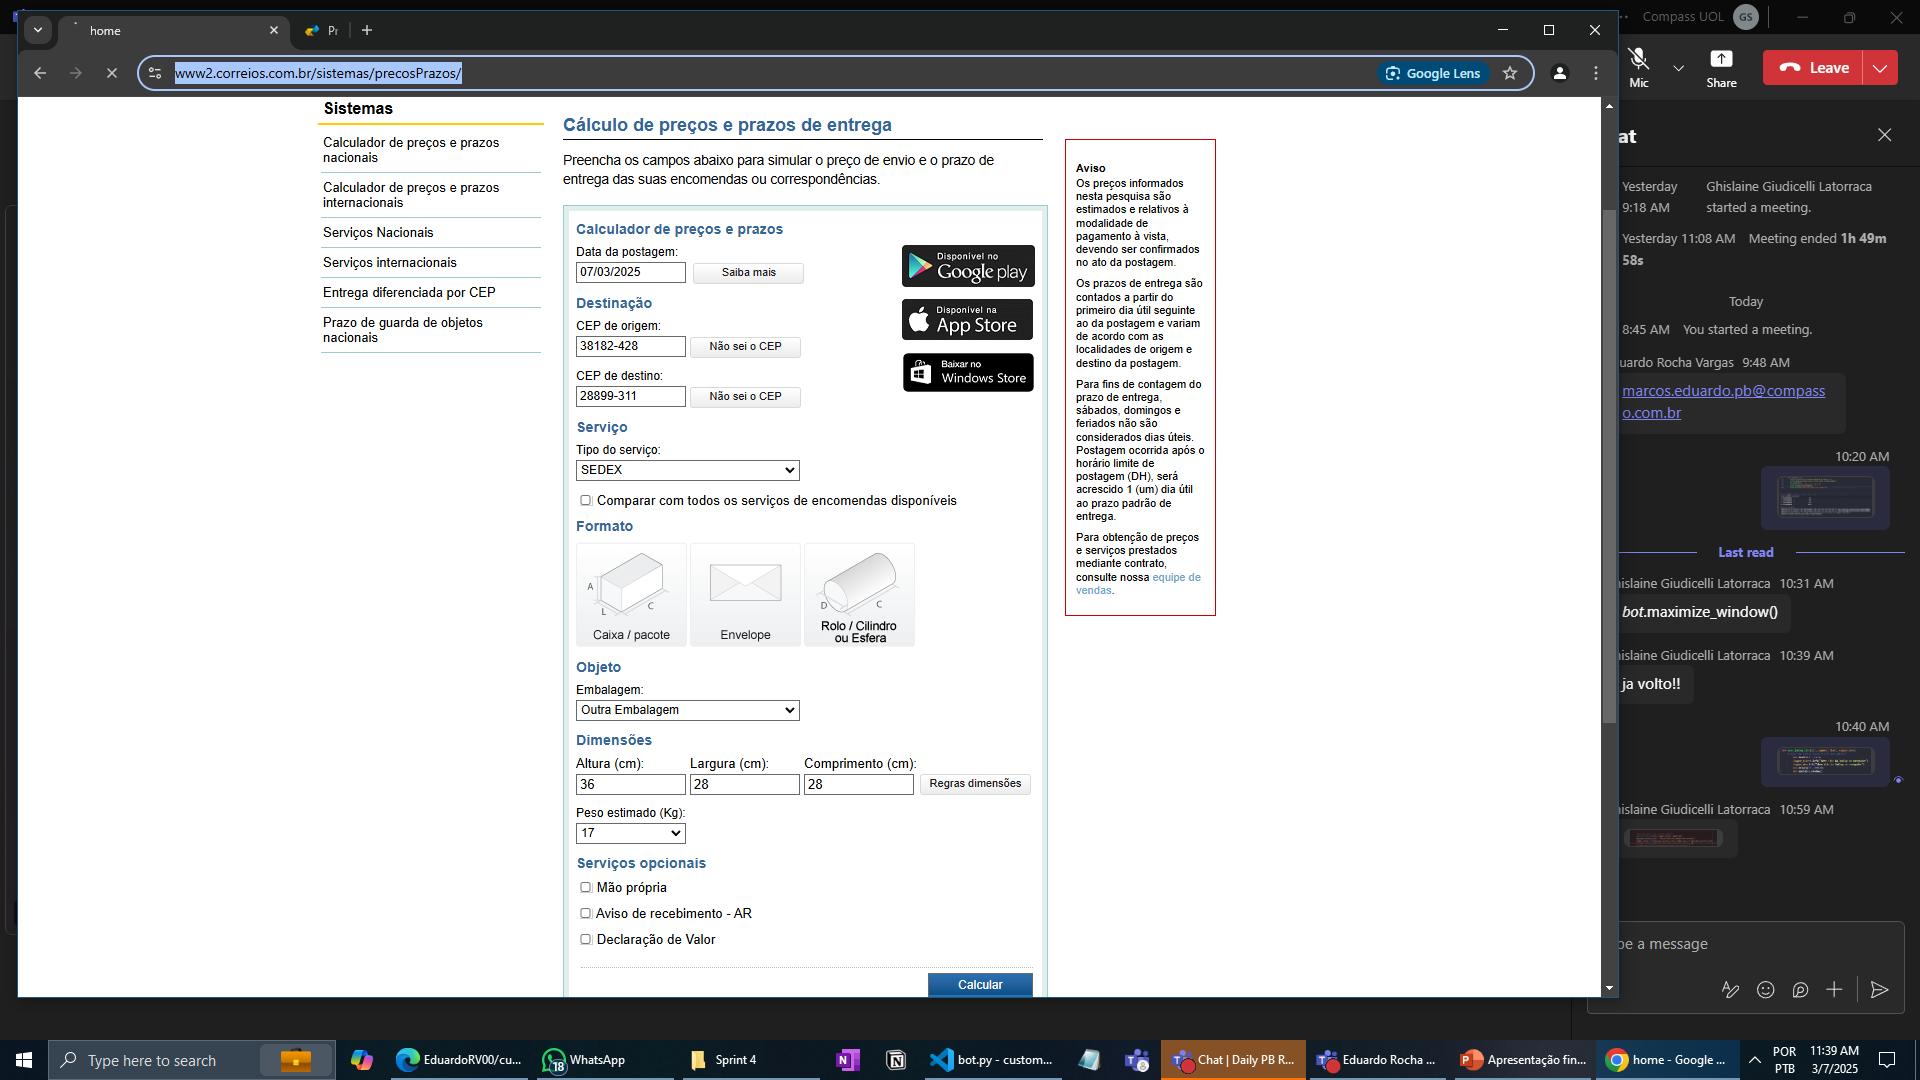 home
Pr
www2.correios.com.br/sistemas/precosPrazos/
Google Lens
Sistemas
Calculador de preços e prazos
nacionais
Calculador de preços e prazos
internacionais
Serviços Nacionais
Serviços internacionais
Entrega diferenciada por CEP
Prazo de guarda de objetos
nacionais
Cálculo de preços e prazos de entrega
Preencha os campos abaixo para simular o preço de envio e o prazo de
entrega das suas encomendas ou correspondências.
Calculador de preços e prazos
Data da postagem:
07/03/2025
Saiba mais
Disponível no
Google play
Destinação
CEP de origem:
38182-428
Não sei o CEP
Disponível na
App Store
CEP de destino:
28899-311
Não sei o CEP
Baixar no
Windows Store
Serviço
Tipo do serviço:
SEDEX
Comparar com todos os serviços de encomendas disponíveis
Formato
A
L
C
Caixa / pacote
Envelope
D
C
Rolo / Cilindro
ou Esfera
Objeto
Embalagem:
Outra Embalagem
Dimensões
Altura (cm):
Largura (cm):
Comprimento (cm):
36
28
28
Regras dimensões
Peso estimado (Kg):
17
Serviços opcionais
Mão própria
Aviso de recebimento - AR
Declaração de Valor
Calcular
Aviso
Os preços informados
nesta pesquisa são
estimados e relativos à
modalidade de
pagamento à vista,
devendo ser confirmados
no ato da postagem.
Os prazos de entrega são
contados a partir do
primeiro dia útil seguinte
ao da postagem e variam
de acordo com as
localidades de origem e
destino da postagem.
Para fins de contagem do
prazo de entrega,
sábados, domingos e
feriados não são
considerados dias úteis.
Postagem ocorrida após o
horário limite de
postagem (DH), será
acrescido 1 (um) dia útil
ao prazo padrão de
entrega.
Para obtenção de preços
e serviços prestados
mediante contrato,
consulte nossa equipe de
vendas.
Compass UOL
GS
Mic
Share
Leave
at
Yesterday
9:18 AM
Ghislaine Giudicelli Latorraca
started a meeting.
Yesterday 11:08 AM Meeting ended 1h 49m
58s
Today
8:45 AM You started a meeting.
uardo Rocha Vargas 9:48 AM
marcos.eduardo.pb@compass
o.com.br
10:20 AM
Last read
islaine Giudicelli Latorraca 10:31 AM
bot.maximize_window()
islaine Giudicelli Latorraca 10:39 AM
ja volto!!
10:40 AM
islaine Giudicelli Latorraca 10:59 AM
pe a message
Type here to search
EduardoRV00/cu...
18
WhatsApp
Sprint 4
bot.py - custom...
Chat | Daily PB R...
Eduardo Rocha ...
Apresentação fin...
home - Google ...
POR
PTB
11:39 AM
3/7/2025